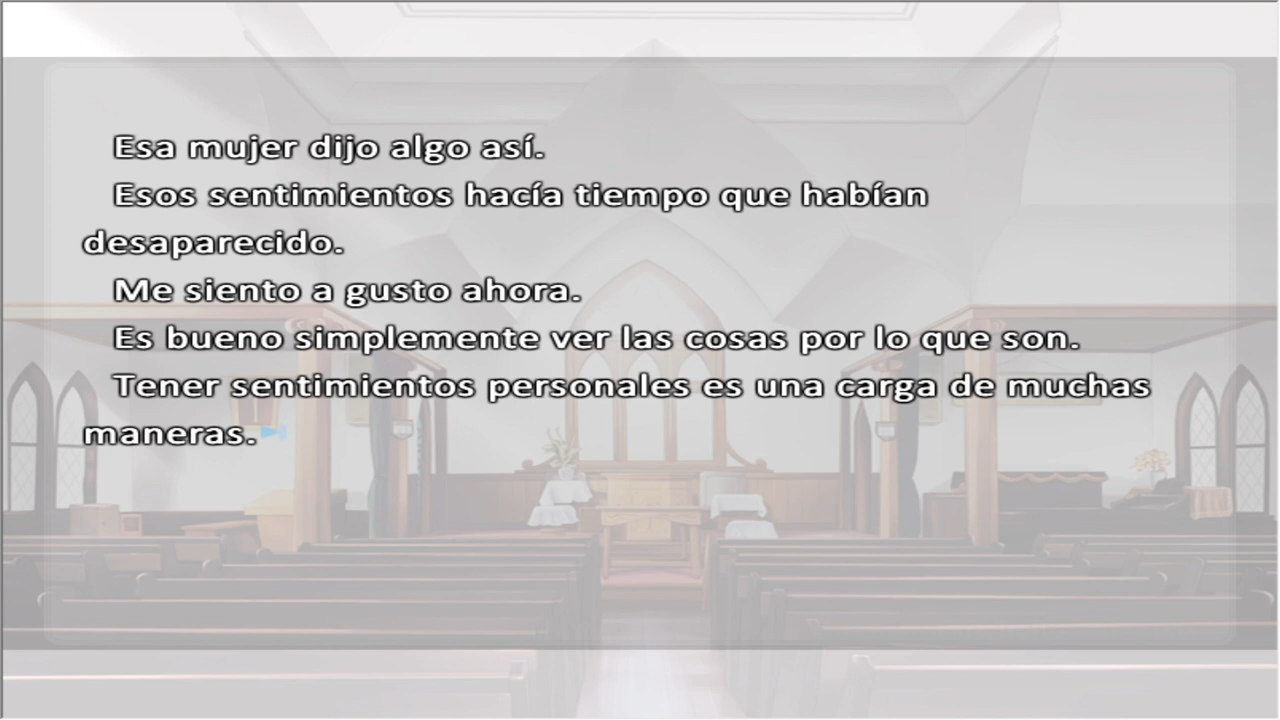 Esa mujer dijo algo así.
Esos sentimientos hacía tiempo que habían
desaparecido.
Me siento a gusto ahora.
Es bueno simplemente ver las cosas por lo que son.
Tener sentimientos personales es una carga de muchas
maneras.